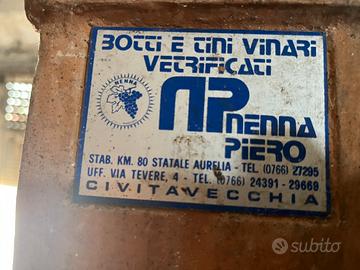 BOTTI E TINI VINARI
VETRIFICATI
NENNA
NP NENNA
PIERO
STAB. KM. 80 STATALE AURELIA - TEL. (0766) 27295
UFF. VIA TEVERE, 4 - TEL. (0766) 24391 - 29669
CIVITAVECCHIA
subito